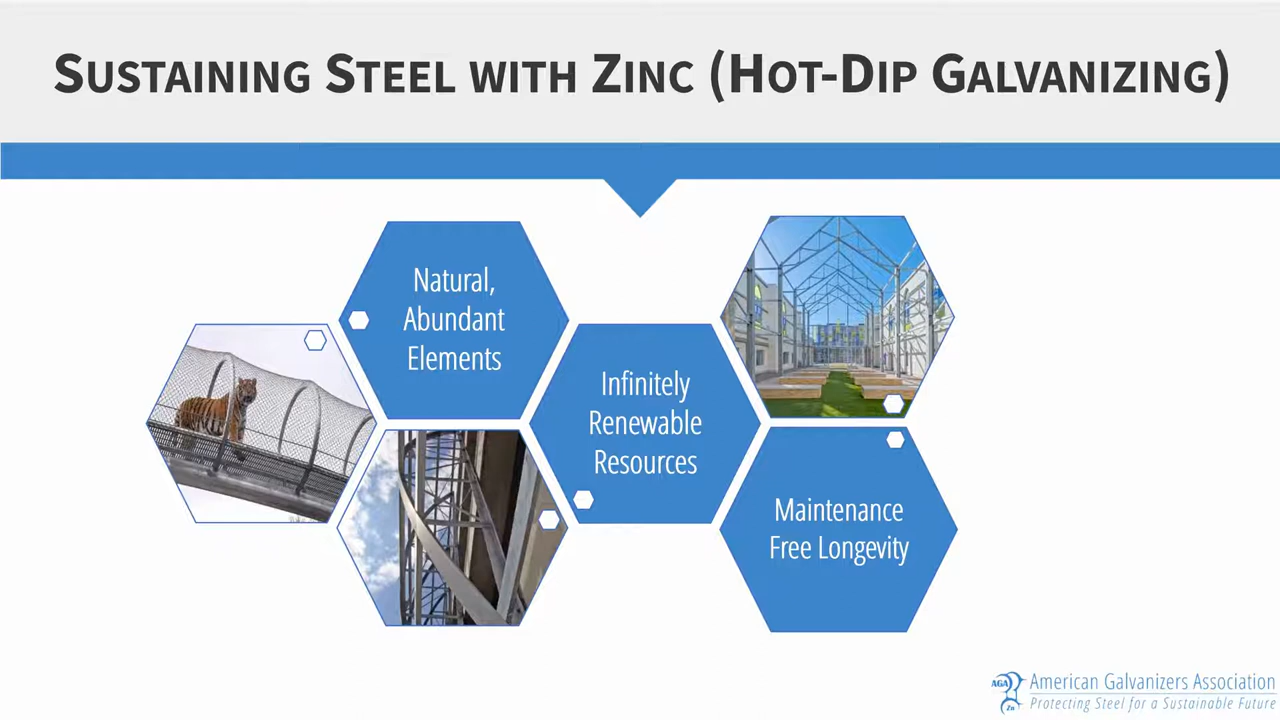 Sustaining Steel with Zinc (Hot-Dip Galvanizing)
Natural,
Abundant
Elements
Infinitely
Renewable
Resources
Maintenance
Free Longevity
AGA
Zn
American Galvanizers Association
Protecting Steel for a Sustainable Future